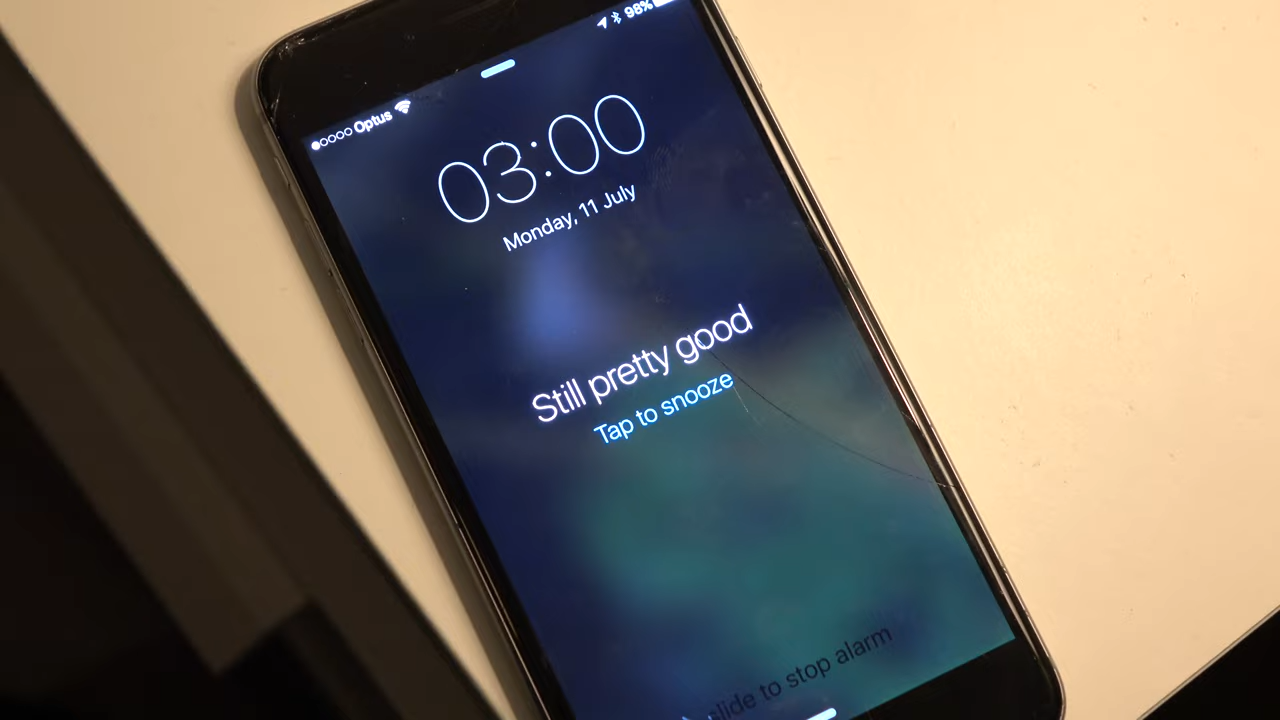 Optus 98%
03:00
Monday, 11 July
Still pretty good
Tap to snooze
slide to stop alarm